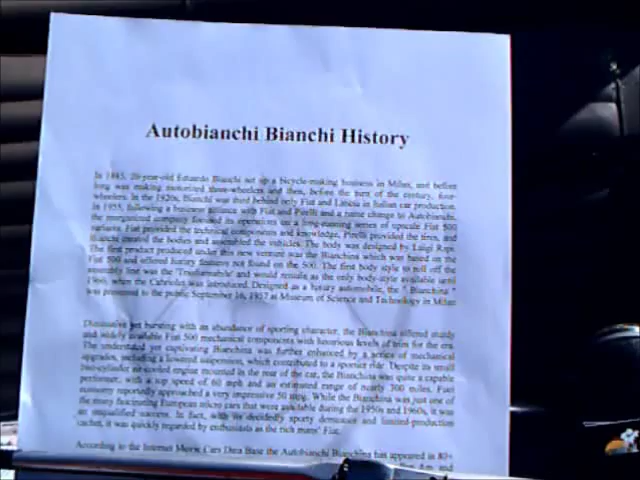 Autobianchi Bianchi History
In 1885, 20-year-old Edoardo Bianchi set up a bicycle-making business in Milan, and before
long was making motorized three-wheelers and then, before the turn of the century, four-
wheelers. In the 1920s, Bianchi was third behind only Fiat and Lancia in Italian car production.
In 1955, following a business alliance with Fiat and Pirelli and a name change to Autobianchi,
the reorganized company focused its operations on a long-running series of upscale Fiat 500
variants. Fiat provided the technical components and knowledge, Pirelli provided the tires, and
Bianchi created the bodies and assembled the vehicles. The body was designed by Luigi Rapi.
The first product produced under this new venture was the Bianchina which was based on the
Fiat 500 and offered luxury features not found on the 500. The first body style to roll off the
assembly line was the 'Trasformabile' and would remain as the only body-style available until
1960, when the Cabriolet was introduced. Designed as a luxury automobile, the
was presented to the public September 16, 1957 at Museum of Science and Technology in Milan
Diminutive yet bursting with an abundance of sporting character, the Bianchina offered sturdy
and widely available Fiat 500 mechanical components with luxurious levels of trim for the era.
The understated yet captivating Bianchina was further enhanced by a series of mechanical
upgrades, including a lowered suspension, which contributed to a sportier ride. Despite its small
two-cylinder air-cooled engine mounted in the rear of the car, the Bianchina was quite a capable
performer, with a top speed of 60 mph and an estimated range of nearly 300 miles. Fuel
economy reportedly approached a very impressive 50 mpg. While the Bianchina was just one of
the many fascinating European micro cars that were available during the 1950s and 1960s, it was
an unqualified success. In fact, with its decidedly sporty demeanor and limited-production
cachet, it was quickly regarded by enthusiasts as the rich mans' Fiat.
According to the Internet Movie Cars Data Base the Autobianchi Bianchina has appeared in 80+
and